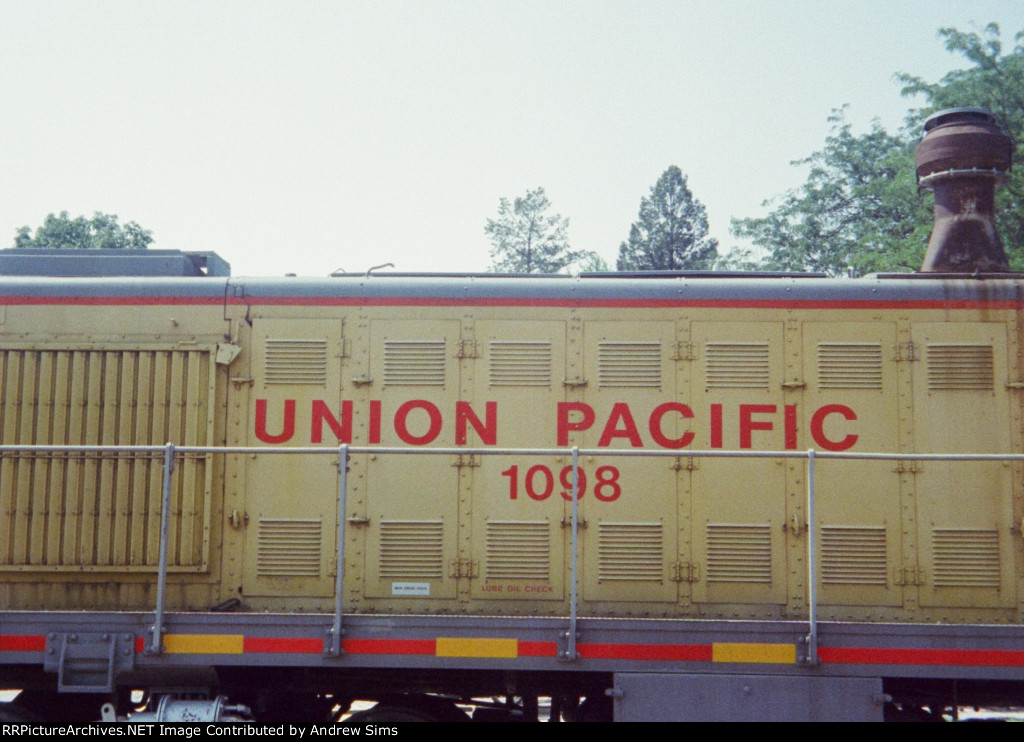 UNION PACIFIC
1098
LUBE OIL CHECK
RRPictureArchives.NET Image Contributed by Andrew Sims